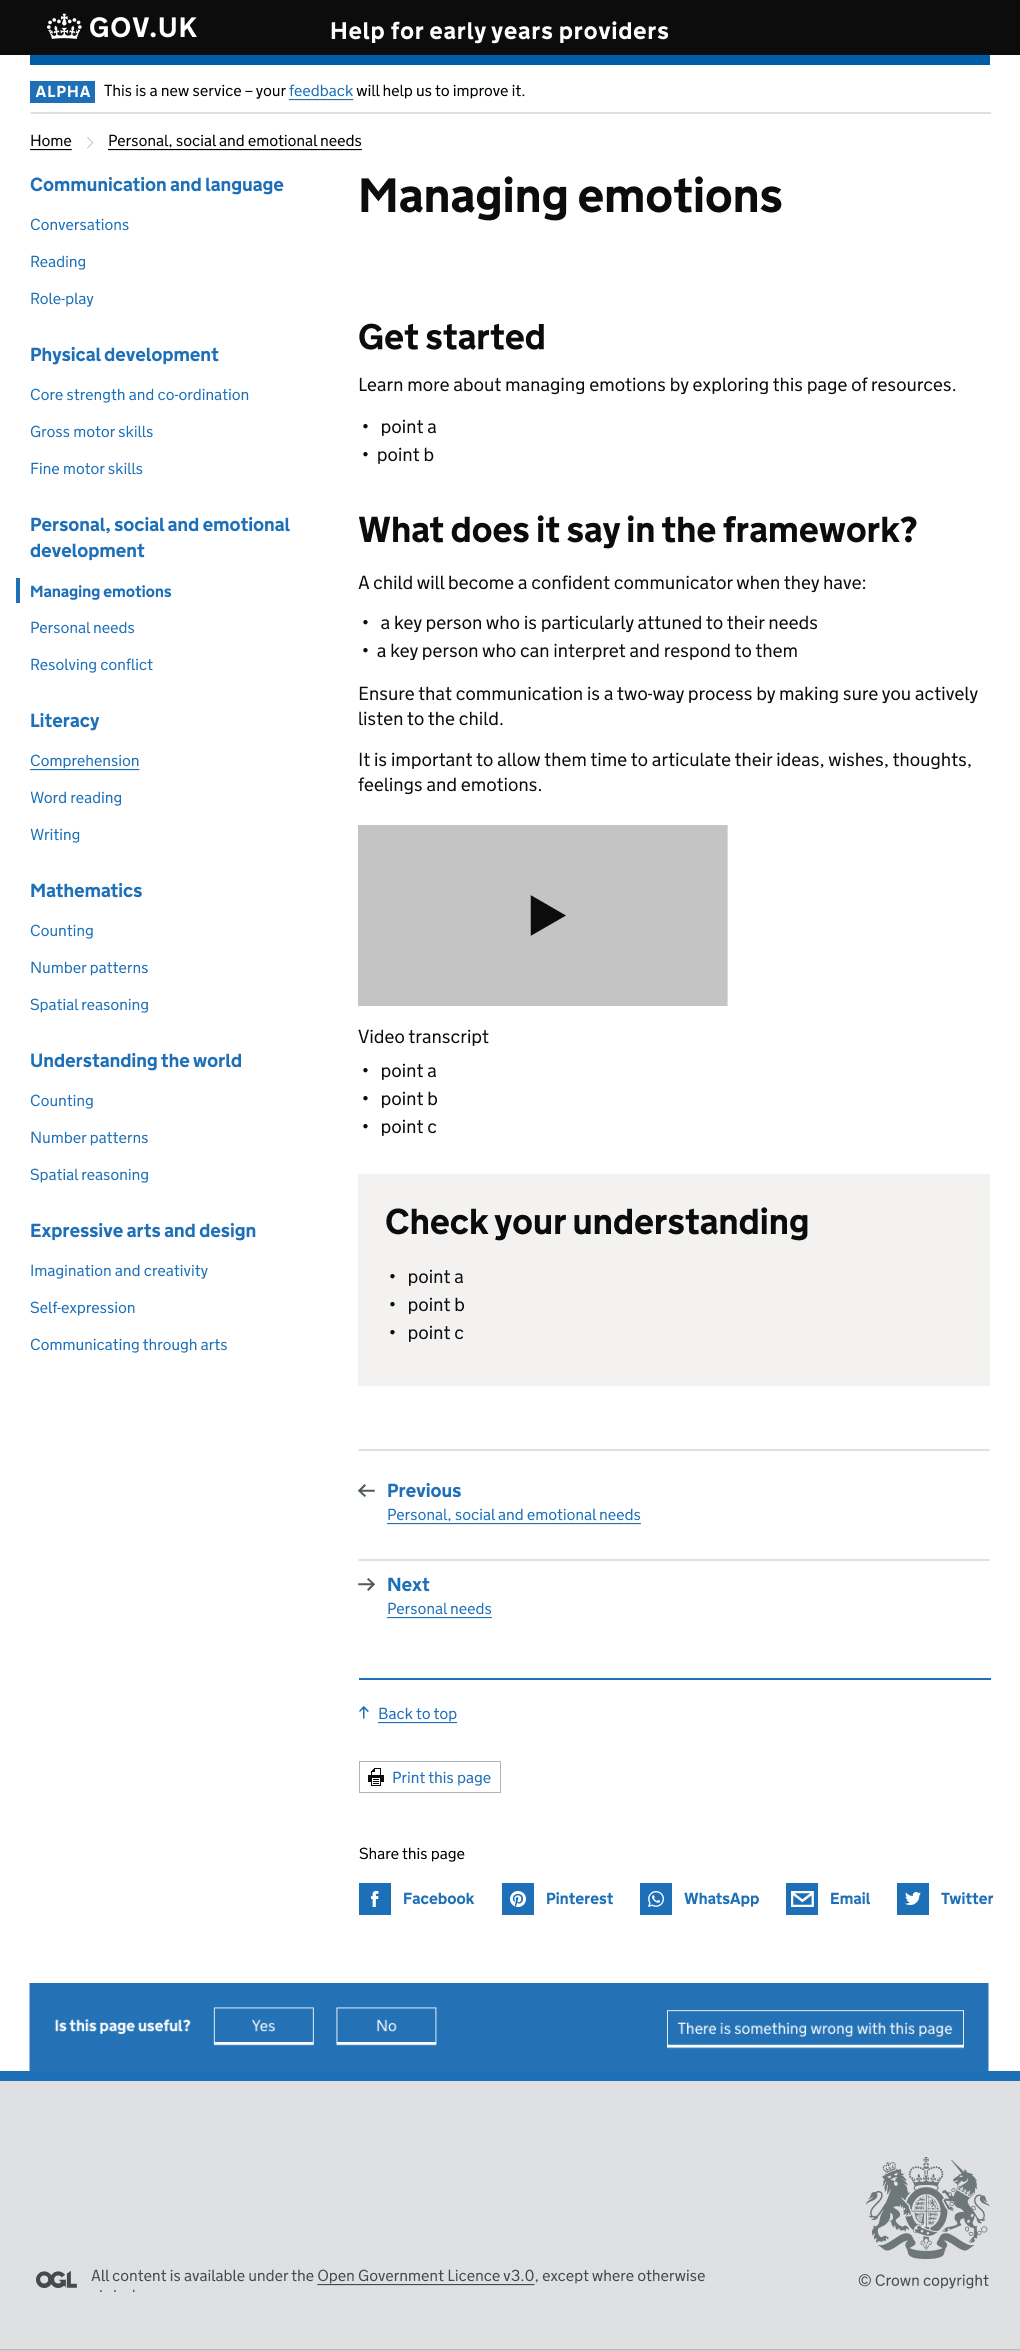 GOV.UK
Help for early years providers
ALPHA This is a new service – your feedback will help us to improve it.
Home
Personal, social and emotional needs
Communication and language
Conversations
Reading
Role-play
Physical development
Core strength and co-ordination
Gross motor skills
Fine motor skills
Personal, social and emotional
development
Managing emotions
Personal needs
Resolving conflict
Literacy
Comprehension
Word reading
Writing
Mathematics
Counting
Number patterns
Spatial reasoning
Understanding the world
Counting
Number patterns
Spatial reasoning
Expressive arts and design
Imagination and creativity
Self-expression
Communicating through arts
Managing emotions
Get started
Learn more about managing emotions by exploring this page of resources.
• point a
• point b
What does it say in the framework?
A child will become a confident communicator when they have:
• a key person who is particularly attuned to their needs
• a key person who can interpret and respond to them
Ensure that communication is a two-way process by making sure you actively
listen to the child.
It is important to allow them time to articulate their ideas, wishes, thoughts,
feelings and emotions.
Video transcript
• point a
• point b
• point c
Check your understanding
• point a
• point b
• point c
Previous
Personal, social and emotional needs
Next
Personal needs
Back to top
Print this page
Share this page
Facebook
Pinterest
WhatsApp
Email
Twitter
Is this page useful?
Yes
No
There is something wrong with this page
OGL
All content is available under the Open Government Licence v3.0, except where otherwise
© Crown copyright